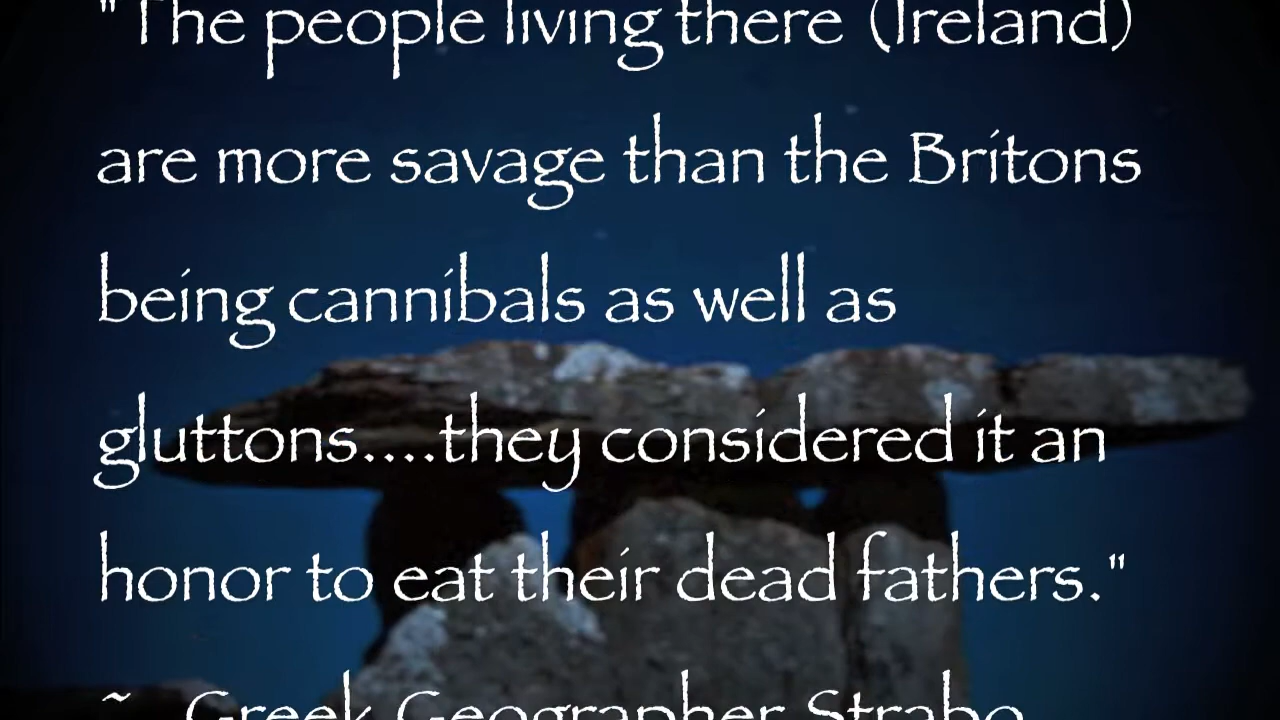 "The people living there (Ireland)
are more savage than the Britons
being cannibals as well as
gluttons....they considered it an
honor to eat their dead fathers."
~ Greek Geographer Strabo